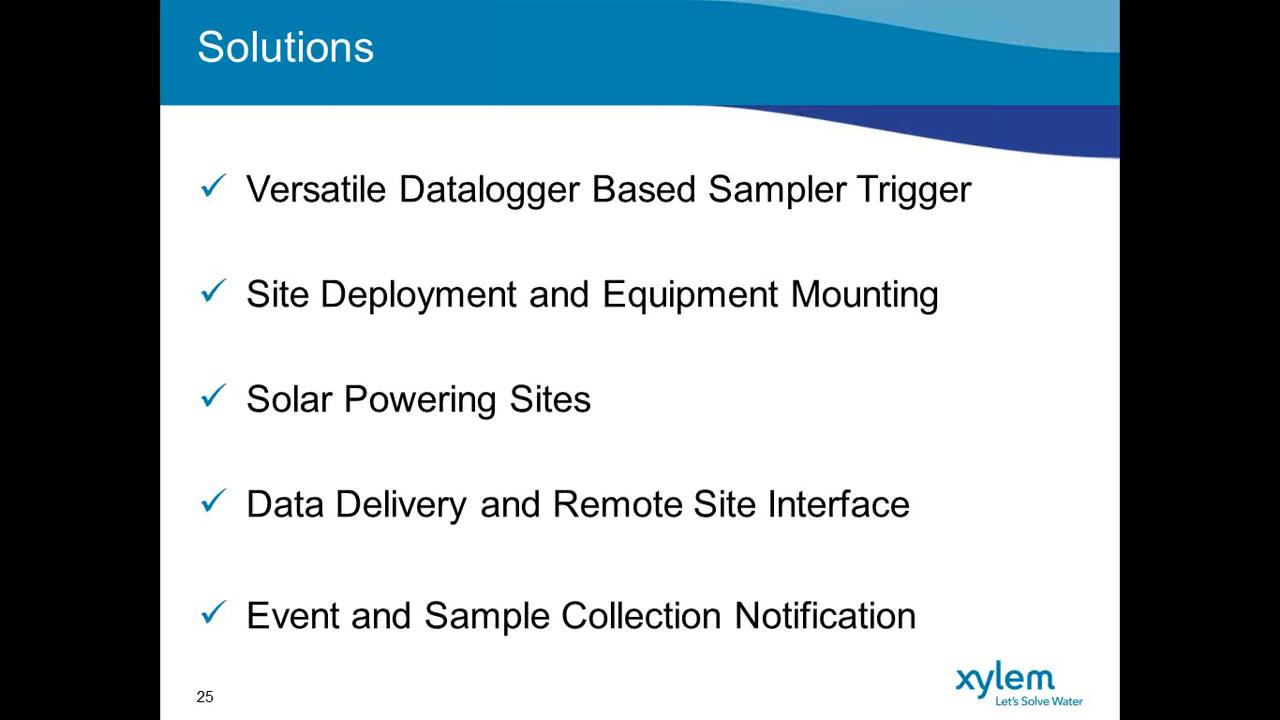 Solutions
Versatile Datalogger Based Sampler Trigger
Site Deployment and Equipment Mounting
Solar Powering Sites
Data Delivery and Remote Site Interface
Event and Sample Collection Notification
25
xylem
Let's Solve Water